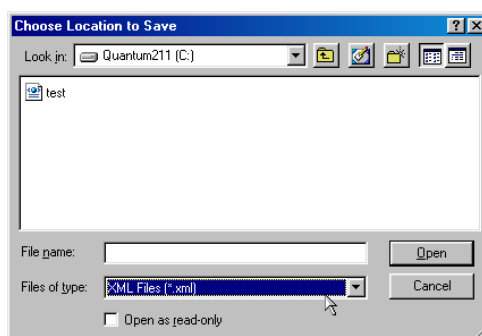 Choose Location to Save
Look in: Quantum211 (C:)
test
File name: Open
Files of type: XML Files (*.xml) Cancel
Open as read-only